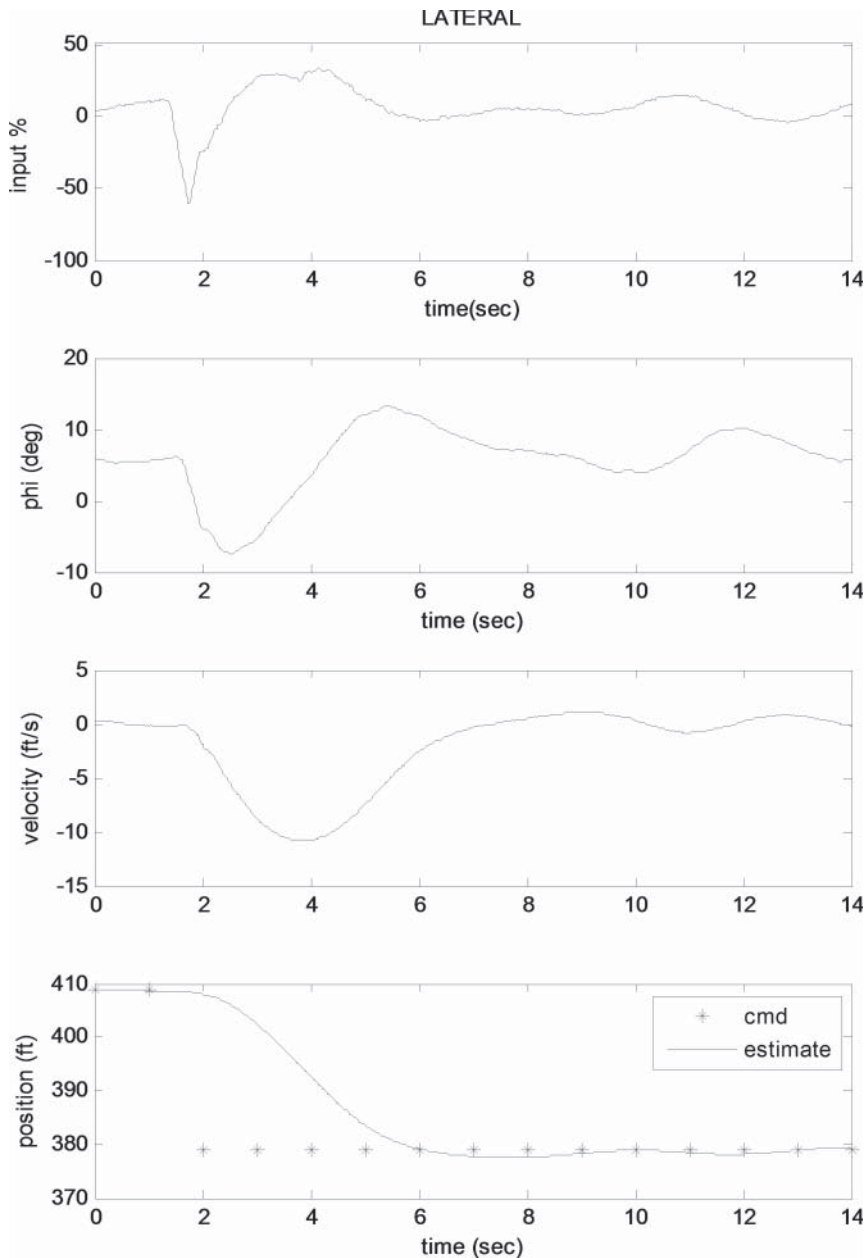 LATERAL
50
0
-50
-100
input %
0 2 4 6 8 10 12 14
time(sec)
20
10
0
-10
phi (deg)
0 2 4 6 8 10 12 14
time (sec)
5
0
-5
-10
-15
velocity (ft/s)
0 2 4 6 8 10 12 14
410
400
390
380
370
position (ft)
cmd
estimate
0 2 4 6 8 10 12 14
time (sec)